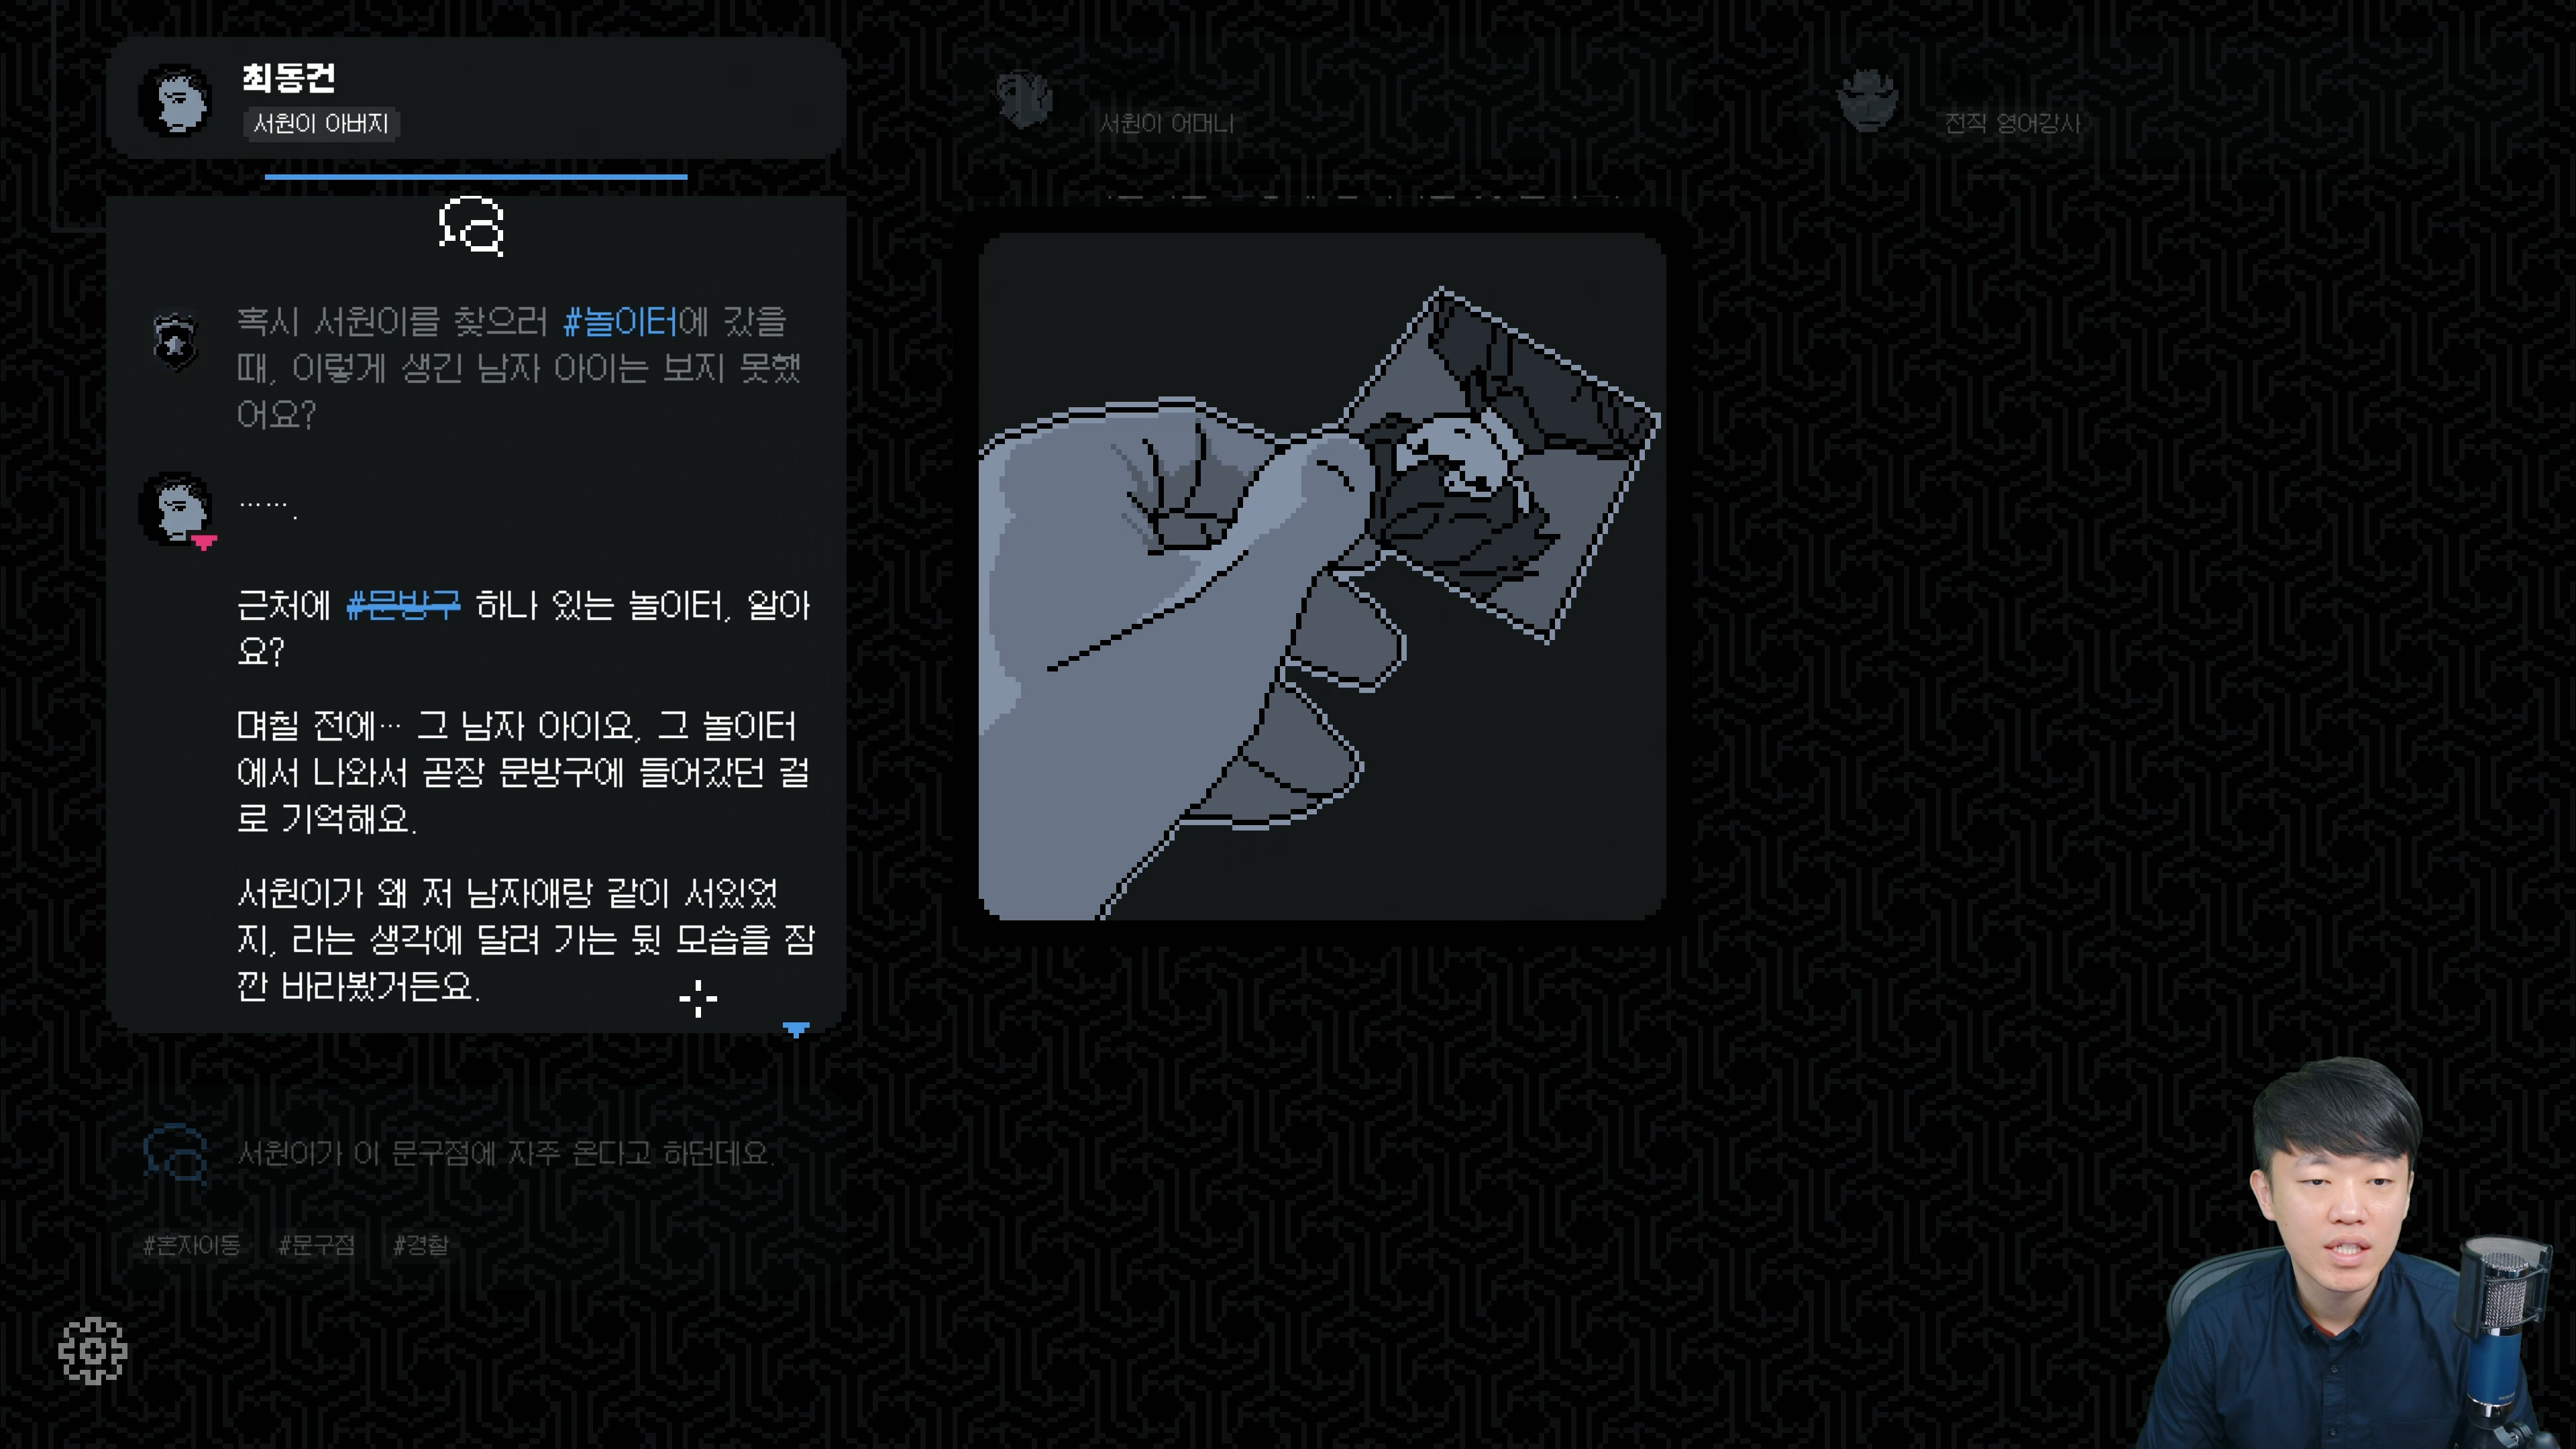 최동건
서원이 아버지
서원이 어머니
전직 영어강사
혹시 서원이를 찾으러 #놀이터에 갔을
때, 이렇게 생긴 남자 아이는 보지 못했
어요?
…….
근처에 #문방구 하나 있는 놀이터, 알아
요?
며칠 전에… 그 남자 아이요, 그 놀이터
에서 나와서 곧장 문방구에 들어갔던 걸
로 기억해요.
서원이가 왜 저 남자애랑 같이 서있었
지, 라는 생각에 달려 가는 뒷 모습을 잠
깐 바라봤거든요.
서원이가 이 문구점에 자주 온다고 하던데요.
#혼자이동 #문구점 #경찰